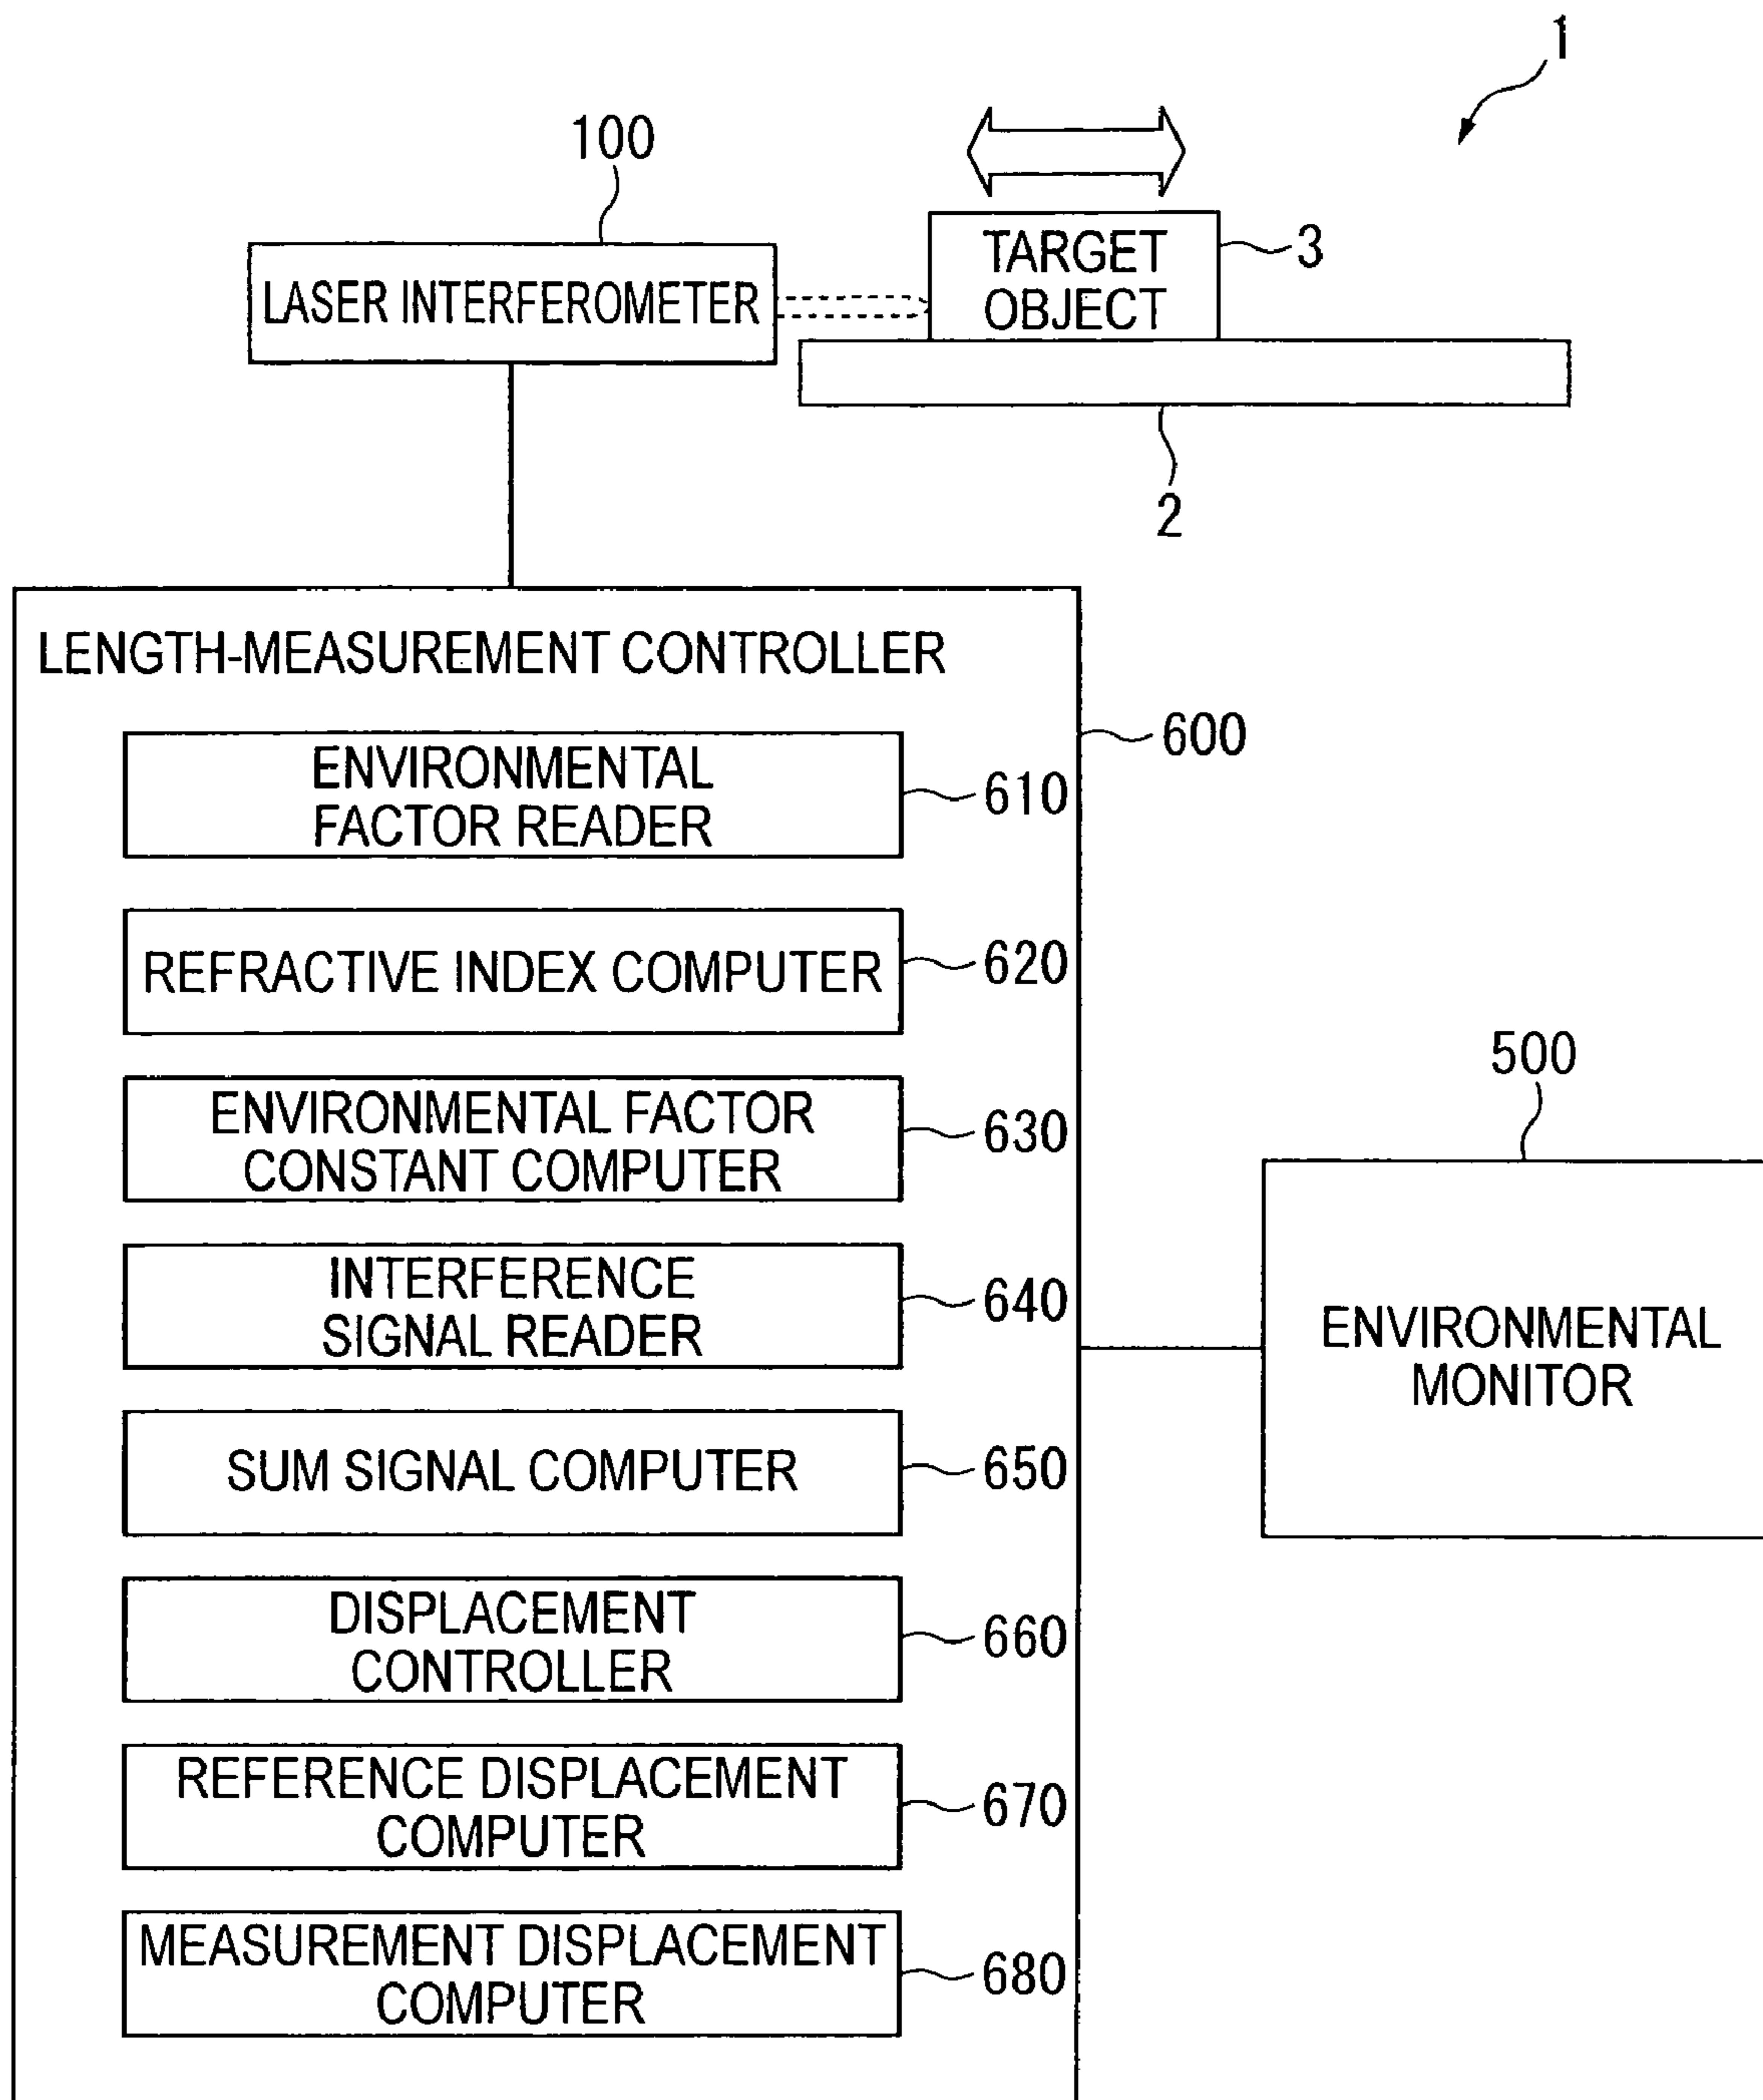 1
100
TARGET
OBJECT
3
LASER INTERFEROMETER
2
LENGTH-MEASUREMENT CONTROLLER
600
ENVIRONMENTAL
FACTOR READER
610
REFRACTIVE INDEX COMPUTER
620
ENVIRONMENTAL FACTOR
CONSTANT COMPUTER
630
INTERFERENCE
SIGNAL READER
640
SUM SIGNAL COMPUTER
650
DISPLACEMENT
CONTROLLER
660
REFERENCE DISPLACEMENT
COMPUTER
670
MEASUREMENT DISPLACEMENT
COMPUTER
680
500
ENVIRONMENTAL
MONITOR